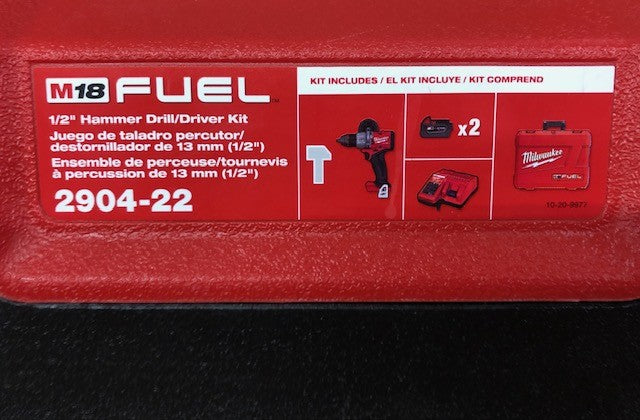 M18 FUEL™
1/2" Hammer Drill/Driver Kit
Juego de taladro percutor/
destornillador de 13 mm (1/2")
Ensemble de perceuse/tournevis
à percussion de 13 mm (1/2")
2904-22
KIT INCLUDES / EL KIT INCLUYE / KIT COMPREND
x2
Milwaukee
FUEL
10-20-9977